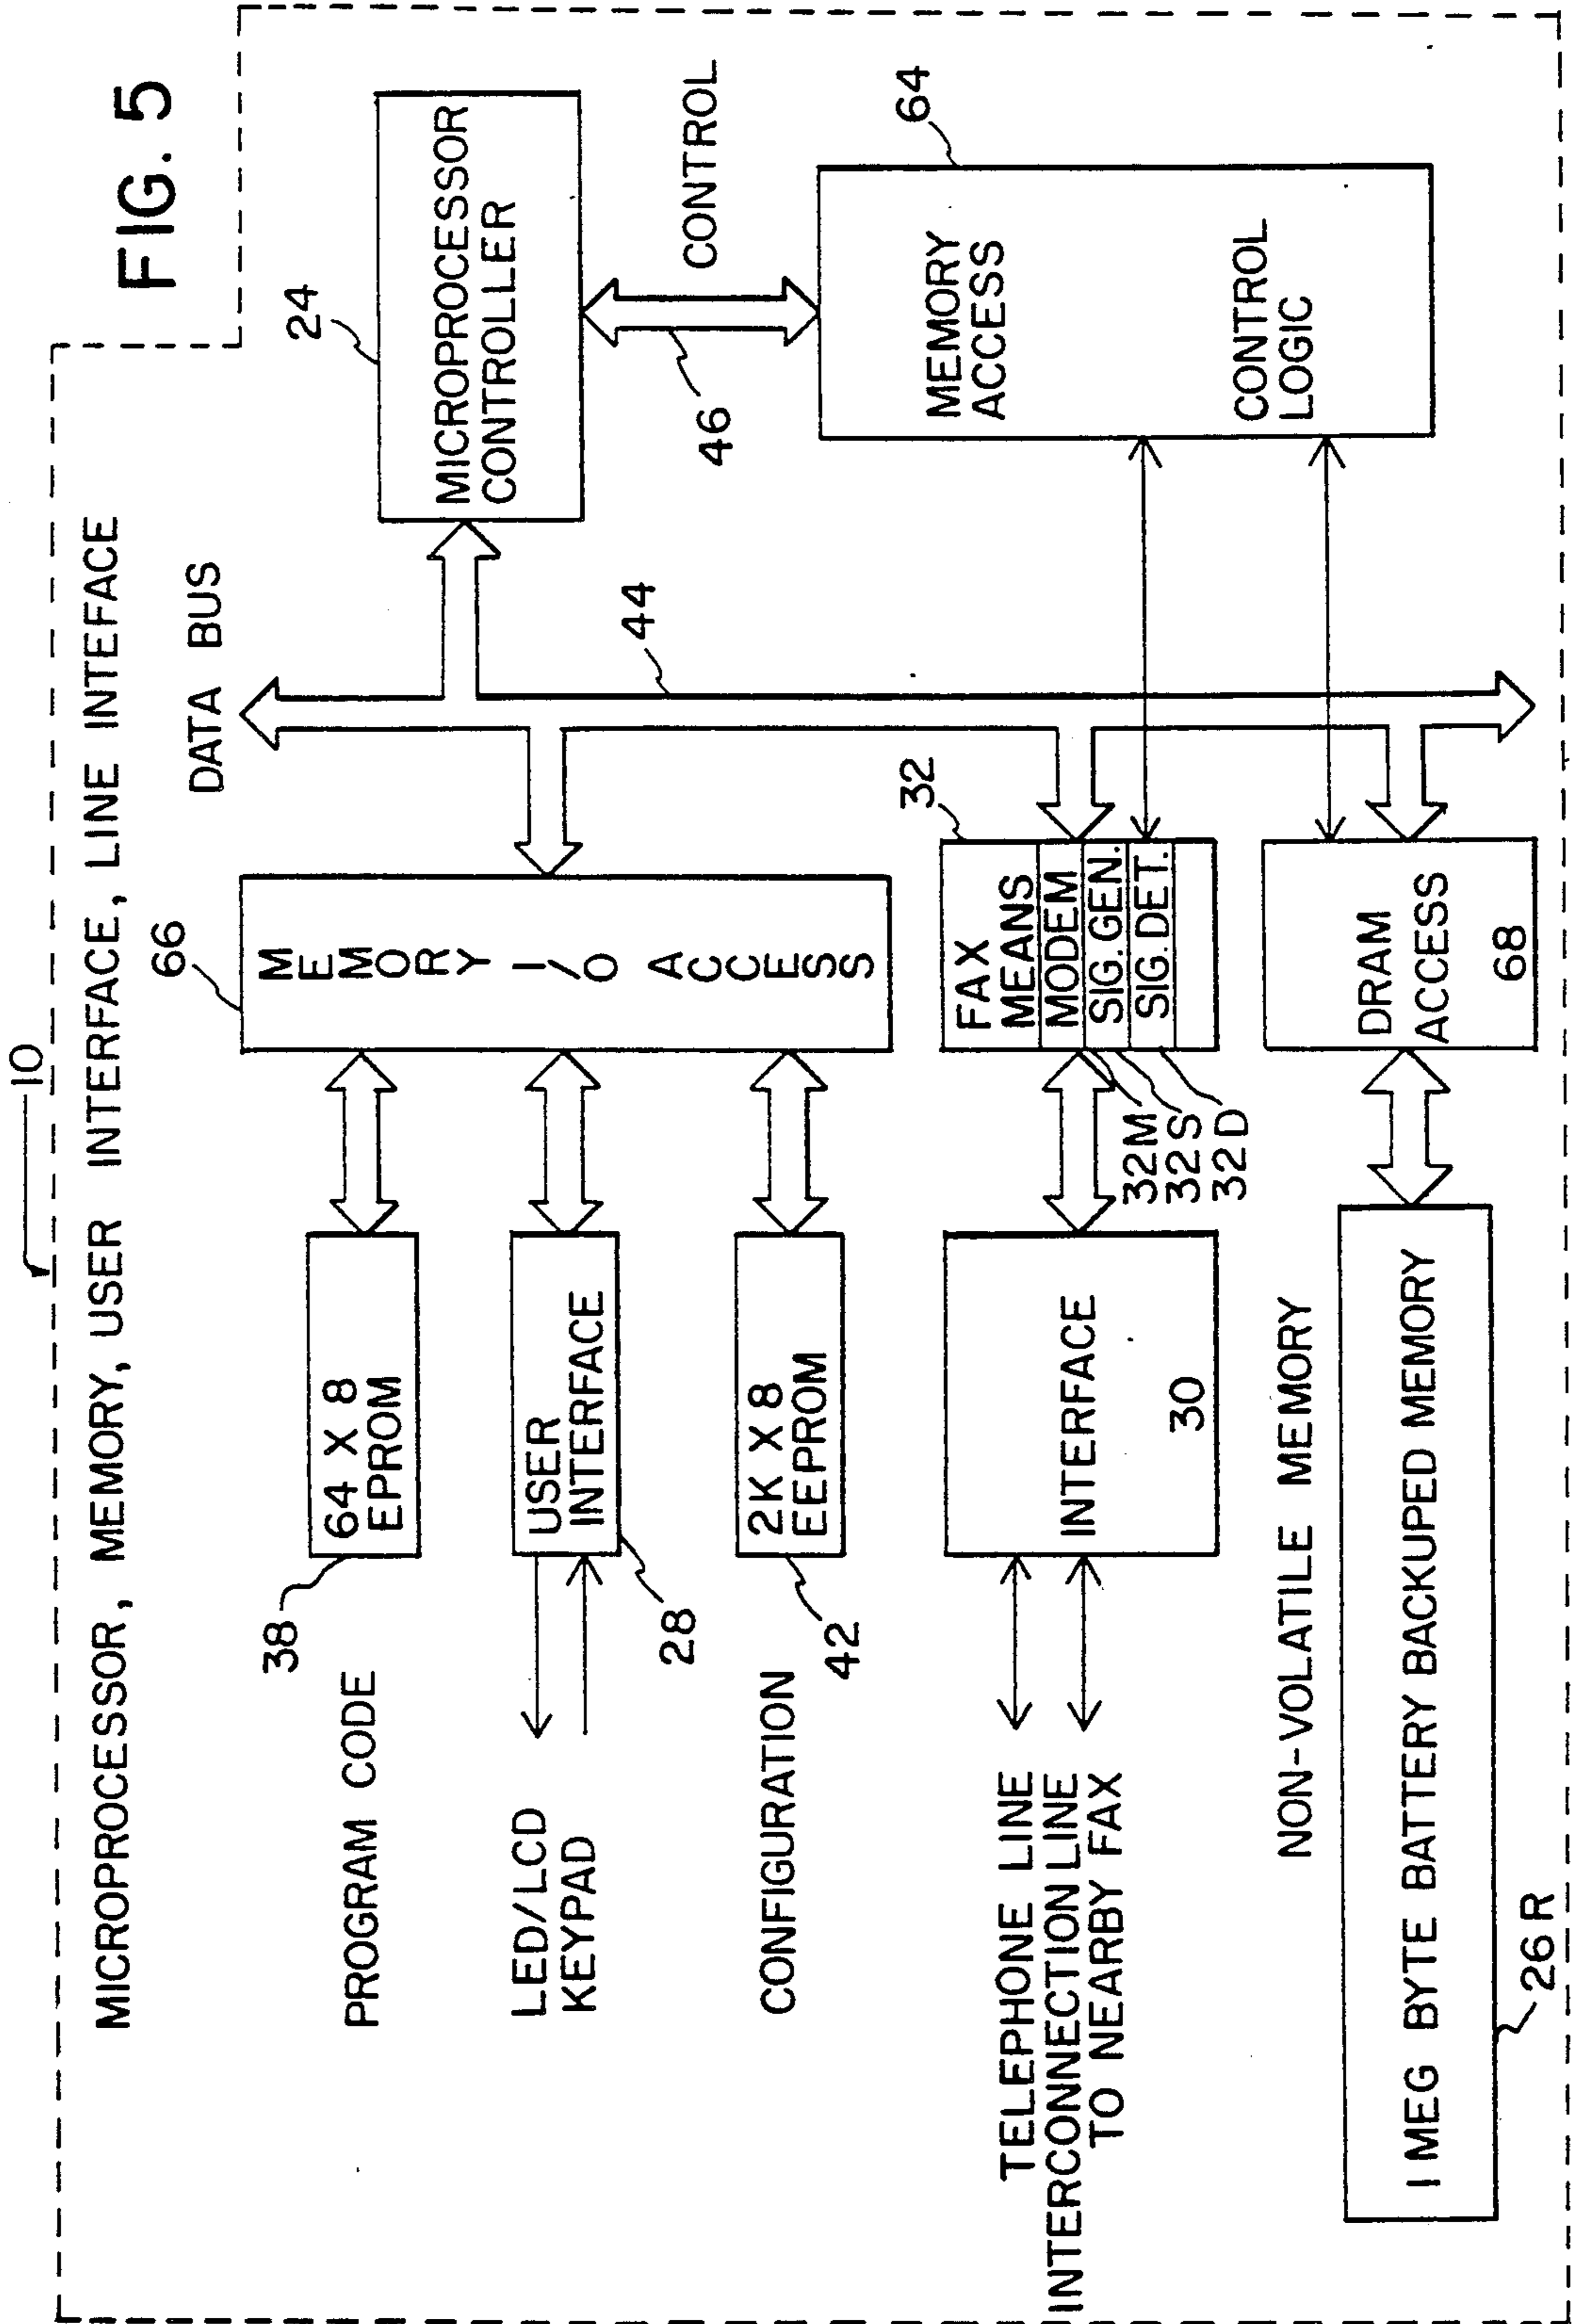 FIG. 5
10
MICROPROCESSOR, MEMORY, USER INTERFACE, LINE INTEFACE
DATA BUS
24
MICROPROCESSOR
CONTROLLER
66
MEMORY I/O ACCESS
38
64 X 8
EPROM
PROGRAM CODE
44
46
CONTROL
LED/LCD
KEYPAD
USER
INTERFACE
28
CONFIGURATION
2K X 8
EEPROM
42
64
MEMORY
ACCESS
CONTROL
LOGIC
32
FAX
MEANS
MODEM
SIG. GEN.
SIG. DET.
32M
32S
32D
TELEPHONE LINE
INTERCONNECTION LINE
TO NEARBY FAX
INTERFACE
30
DRAM
ACCESS
68
NON-VOLATILE MEMORY
1 MEG BYTE BATTERY BACKUPED MEMORY
26R